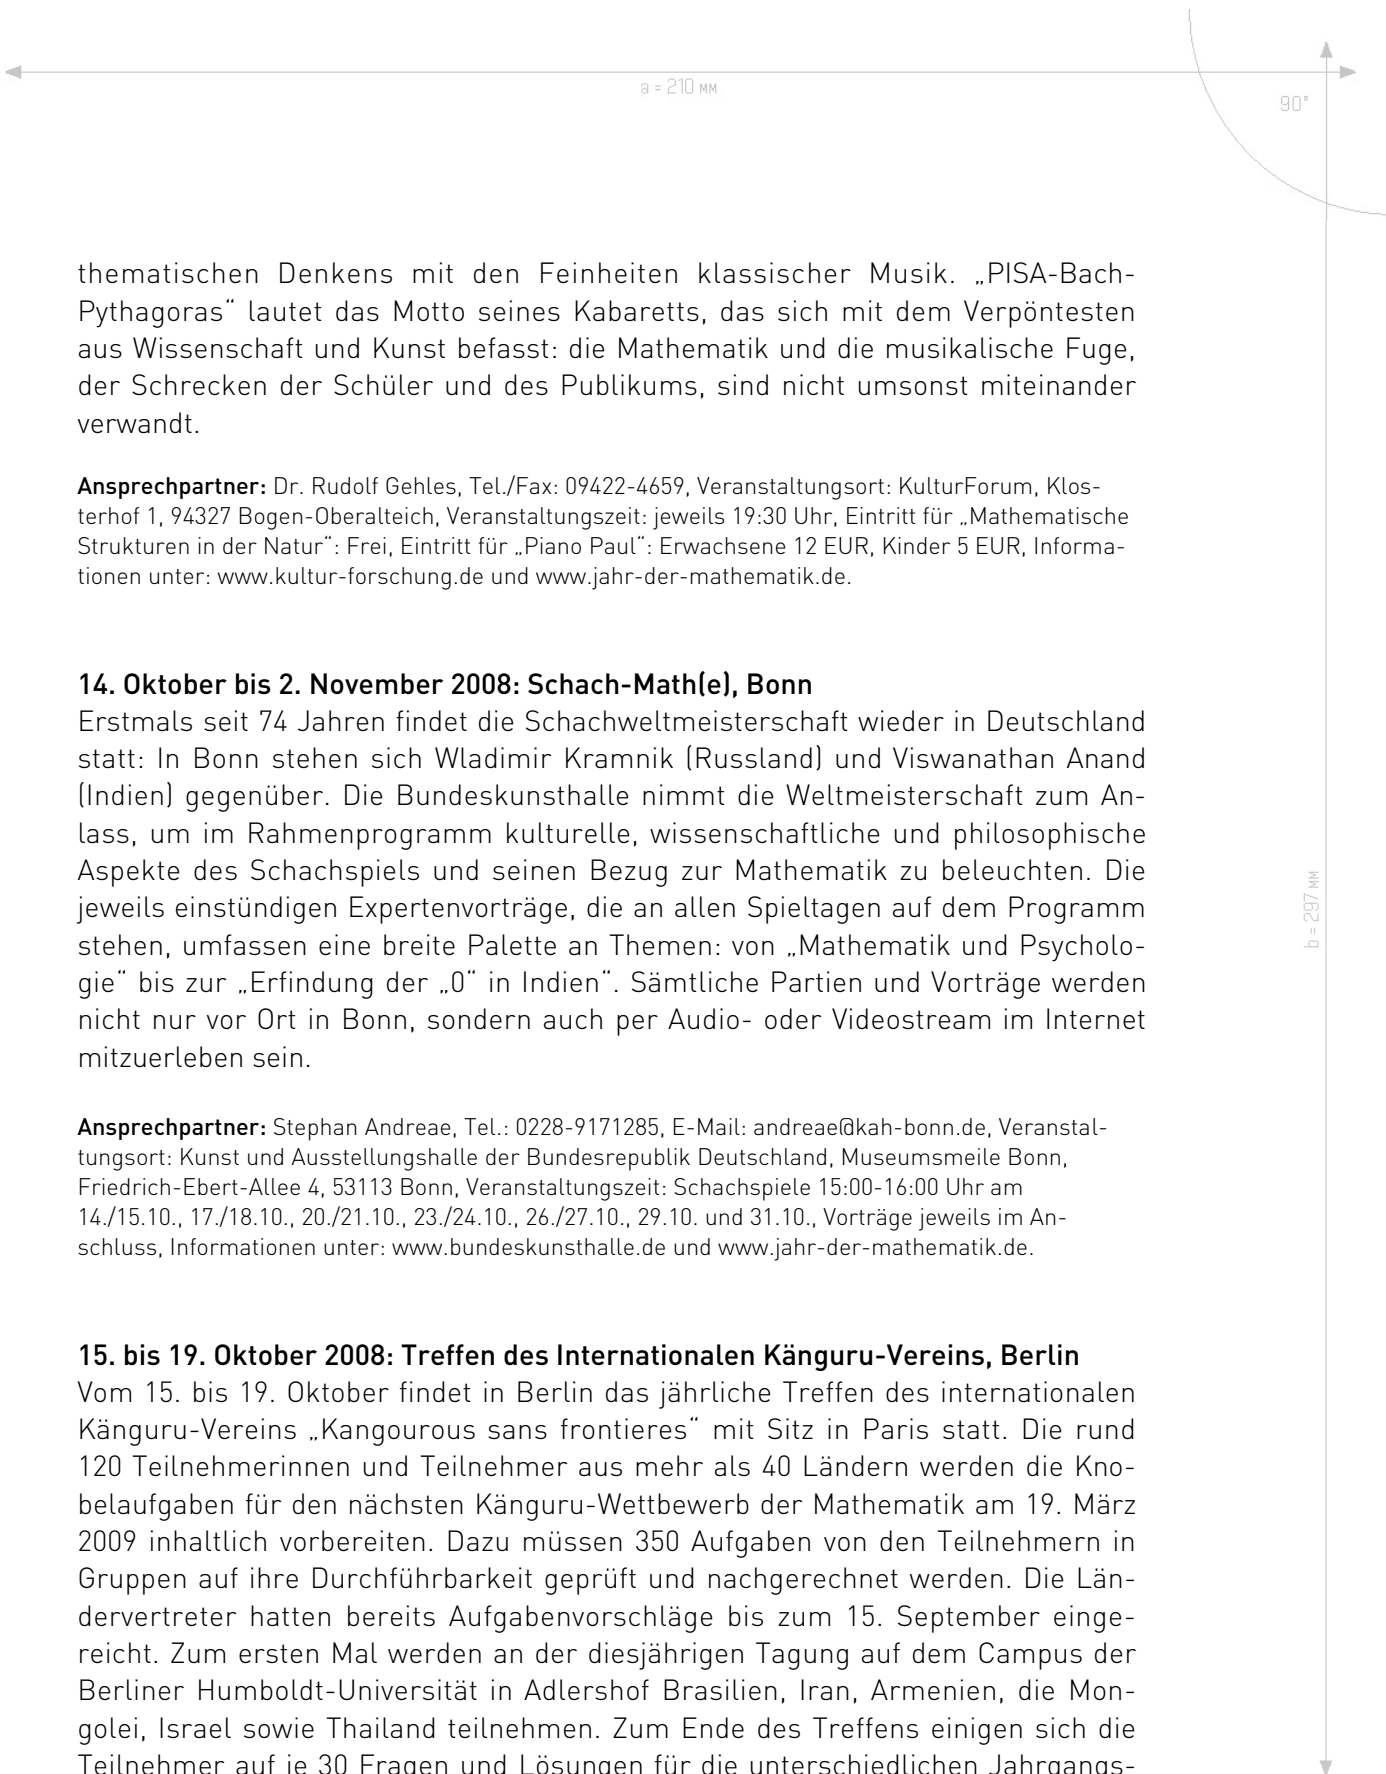 a = 210 мм
90°
thematischen Denkens mit den Feinheiten klassischer Musik. „PISA-Bach-
Pythagoras“ lautet das Motto seines Kabaretts, das sich mit dem Verpöntesten
aus Wissenschaft und Kunst befasst: die Mathematik und die musikalische Fuge,
der Schrecken der Schüler und des Publikums, sind nicht umsonst miteinander
verwandt.
Ansprechpartner: Dr. Rudolf Gehles, Tel./Fax: 09422-4659, Veranstaltungsort: KulturForum, Klos-
terhof 1, 94327 Bogen-Oberalteich, Veranstaltungszeit: jeweils 19:30 Uhr, Eintritt für „Mathematische
Strukturen in der Natur“: Frei, Eintritt für „Piano Paul“: Erwachsene 12 EUR, Kinder 5 EUR, Informa-
tionen unter: www.kultur-forschung.de und www.jahr-der-mathematik.de.
14. Oktober bis 2. November 2008: Schach-Math(e), Bonn
Erstmals seit 74 Jahren findet die Schachweltmeisterschaft wieder in Deutschland
statt: In Bonn stehen sich Wladimir Kramnik (Russland) und Viswanathan Anand
(Indien) gegenüber. Die Bundeskunsthalle nimmt die Weltmeisterschaft zum An-
lass, um im Rahmenprogramm kulturelle, wissenschaftliche und philosophische
Aspekte des Schachspiels und seinen Bezug zur Mathematik zu beleuchten. Die
jeweils einstündigen Expertenvorträge, die an allen Spieltagen auf dem Programm
stehen, umfassen eine breite Palette an Themen: von „Mathematik und Psycholo-
gie“ bis zur „Erfindung der „0“ in Indien“. Sämtliche Partien und Vorträge werden
nicht nur vor Ort in Bonn, sondern auch per Audio- oder Videostream im Internet
mitzuerleben sein.
b = 297 мм
Ansprechpartner: Stephan Andreae, Tel.: 0228-9171285, E-Mail: andreae@kah-bonn.de, Veranstal-
tungsort: Kunst und Ausstellungshalle der Bundesrepublik Deutschland, Museumsmeile Bonn,
Friedrich-Ebert-Allee 4, 53113 Bonn, Veranstaltungszeit: Schachspiele 15:00-16:00 Uhr am
14./15.10., 17./18.10., 20./21.10., 23./24.10., 26./27.10., 29.10. und 31.10., Vorträge jeweils im An-
schluss, Informationen unter: www.bundeskunsthalle.de und www.jahr-der-mathematik.de.
15. bis 19. Oktober 2008: Treffen des Internationalen Känguru-Vereins, Berlin
Vom 15. bis 19. Oktober findet in Berlin das jährliche Treffen des internationalen
Känguru-Vereins „Kangourous sans frontieres“ mit Sitz in Paris statt. Die rund
120 Teilnehmerinnen und Teilnehmer aus mehr als 40 Ländern werden die Kno-
belaufgaben für den nächsten Känguru-Wettbewerb der Mathematik am 19. März
2009 inhaltlich vorbereiten. Dazu müssen 350 Aufgaben von den Teilnehmern in
Gruppen auf ihre Durchführbarkeit geprüft und nachgerechnet werden. Die Län-
dervertreter hatten bereits Aufgabenvorschläge bis zum 15. September einge-
reicht. Zum ersten Mal werden an der diesjährigen Tagung auf dem Campus der
Berliner Humboldt-Universität in Adlershof Brasilien, Iran, Armenien, die Mon-
golei, Israel sowie Thailand teilnehmen. Zum Ende des Treffens einigen sich die
Teilnehmer auf je 30 Fragen und Lösungen für die unterschiedlichen Jahrgangs-